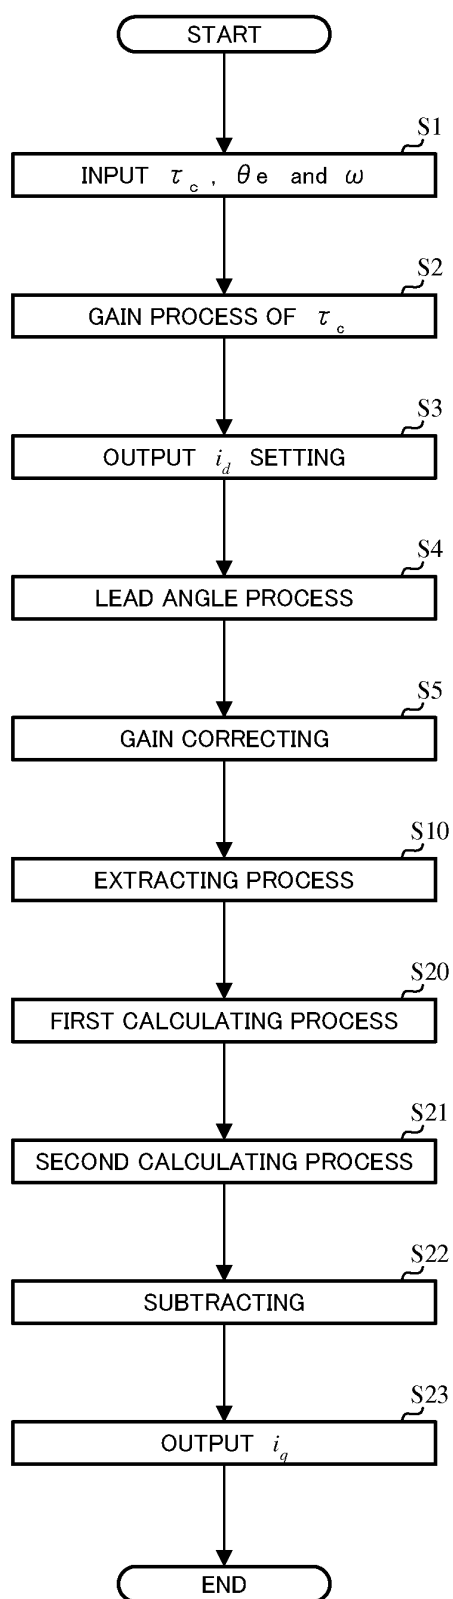 START
S1
INPUT τc, θe and ω
S2
GAIN PROCESS OF τc
S3
OUTPUT id SETTING
S4
LEAD ANGLE PROCESS
S5
GAIN CORRECTING
S10
EXTRACTING PROCESS
S20
FIRST CALCULATING PROCESS
S21
SECOND CALCULATING PROCESS
S22
SUBTRACTING
S23
OUTPUT iq
END